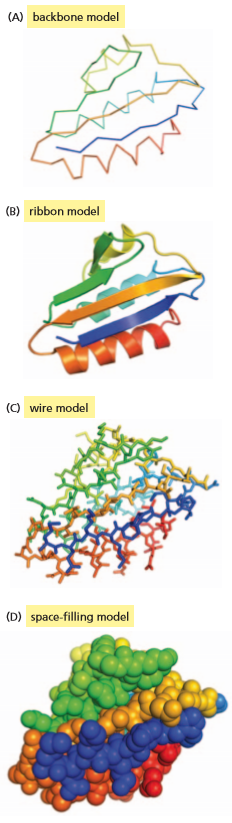 (A) backbone model
(B) ribbon model
(C) wire model
(D) space-filling model